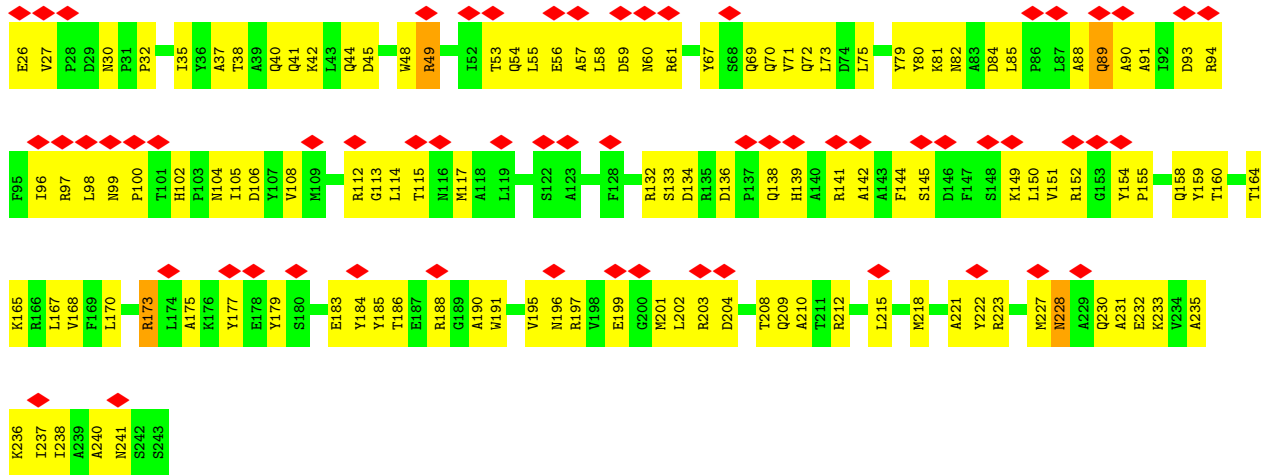 E26 V27 P28 D29 N30 P31 P32 I35 Y36 A37 T38 A39 Q40 Q41 K42 L43 Q44 D45 W48 R49 I52 T53 Q54 L55 E56 A57 L58 D59 N60 R61 Y67 S68 Q69 Q70 V71 Q72 L73 D74 L75 Y79 Y80 K81 N82 A83 D84 L85 P86 L87 A88 Q89 A90 A91 I92 D93 R94
F95 I96 R97 L98 N99 P100 T101 H102 P103 N104 I105 D106 Y107 V108 M109 R112 G113 L114 T115 N116 M117 A118 L119 S122 A123 F128 R132 S133 D134 R135 D136 P137 Q138 H139 A140 R141 A142 A143 F144 S145 D146 F147 S148 K149 L150 V151 R152 G153 Y154 P155 Q158 Y159 T160 T164
K165 R166 L167 V168 F169 L170 R173 L174 A175 K176 Y177 E178 Y179 S180 E183 Y184 Y185 T186 E187 R188 G189 A190 W191 V195 N196 R197 V198 E199 G200 M201 L202 R203 D204 T208 Q209 A210 T211 R212 L215 M218 A221 Y222 R223 M227 N228 A229 Q230 A231 E232 K233 V234 A235
K236 I237 I238 A239 A240 N241 S242 S243